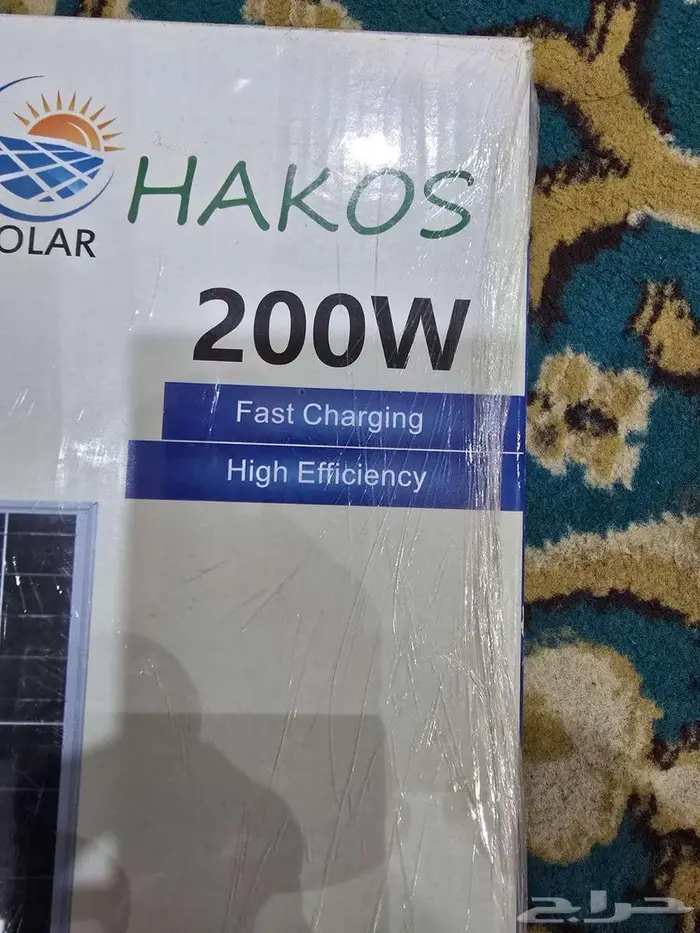 HAKOS
OLAR
200W
Fast Charging
High Efficiency
حراج